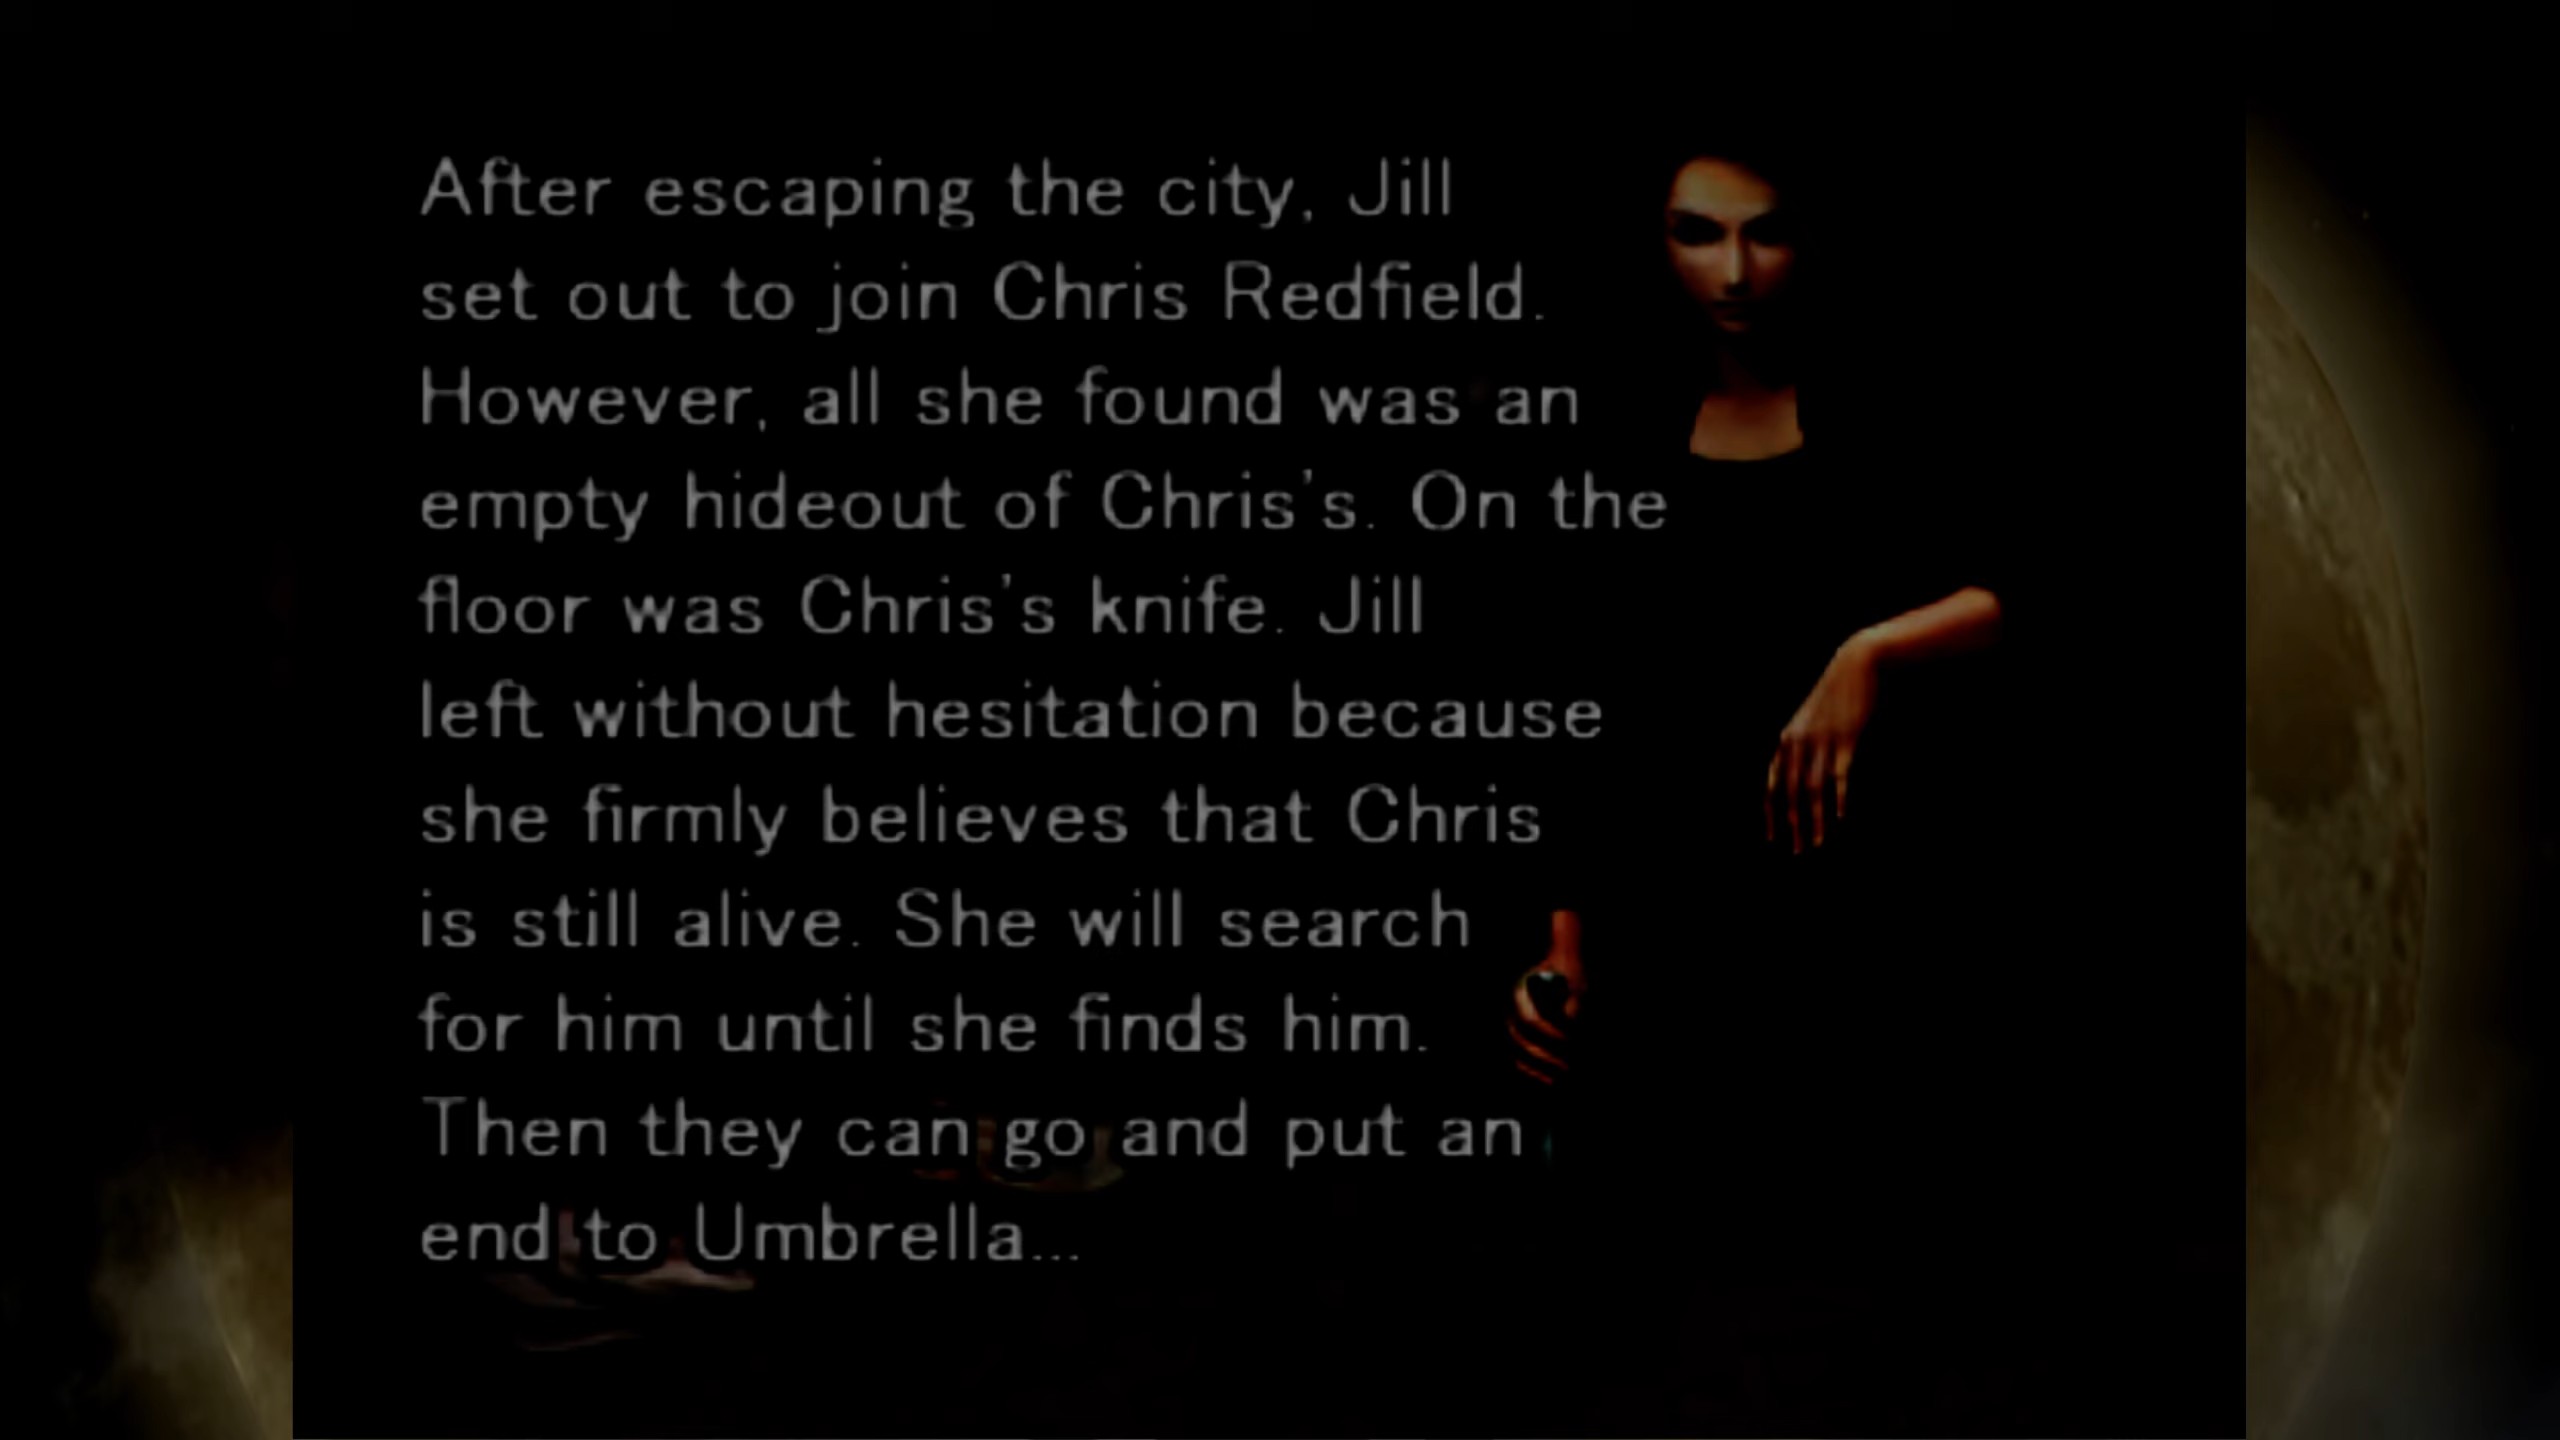 After escaping the city, Jill
set out to join Chris Redfield.
However, all she found was an
empty hideout of Chris's. On the
floor was Chris's knife. Jill
left without hesitation because
she firmly believes that Chris
is still alive. She will search
for him until she finds him.
Then they can go and put an
end to Umbrella...